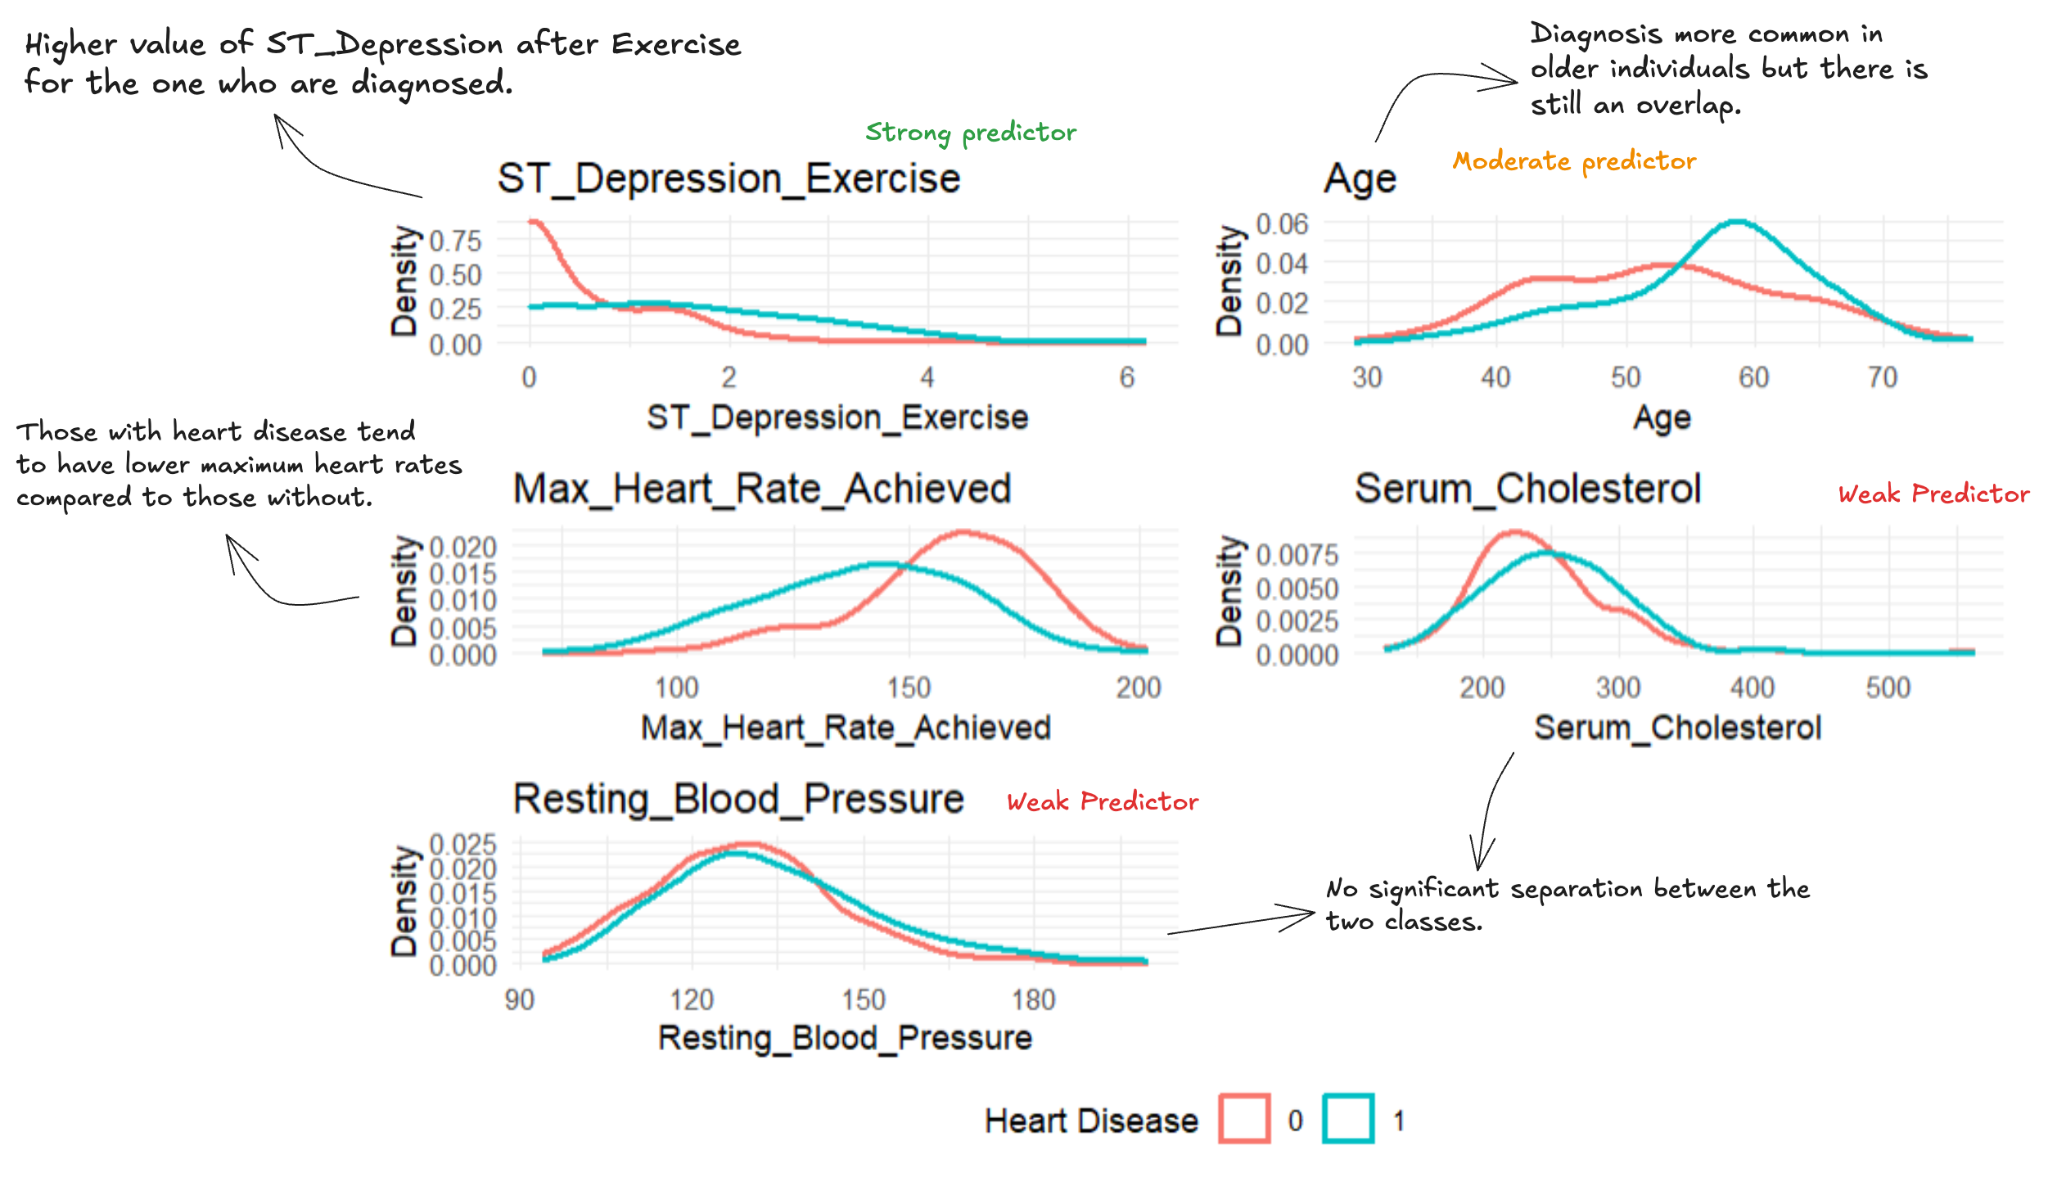 Higher value of ST_Depression after Exercise
for the one who are diagnosed.
Diagnosis more common in
older individuals but there is
still an overlap.
Strong predictor
ST_Depression_Exercise
Density
0.75
0.50
0.25
0.00
0 2 4 6
ST_Depression_Exercise
Moderate predictor
Age
Density
0.06
0.04
0.02
0.00
30 40 50 60 70
Age
Those with heart disease tend
to have lower maximum heart rates
compared to those without.
Max_Heart_Rate_Achieved
Density
0.020
0.015
0.010
0.005
0.000
100 150 200
Max_Heart_Rate_Achieved
Serum_Cholesterol
Weak Predictor
Density
0.0075
0.0050
0.0025
0.0000
200 300 400 500
Serum_Cholesterol
Resting_Blood_Pressure
Weak Predictor
Density
0.025
0.020
0.015
0.010
0.005
0.000
90 120 150 180
Resting_Blood_Pressure
No significant separation between the
two classes.
Heart Disease 0 1